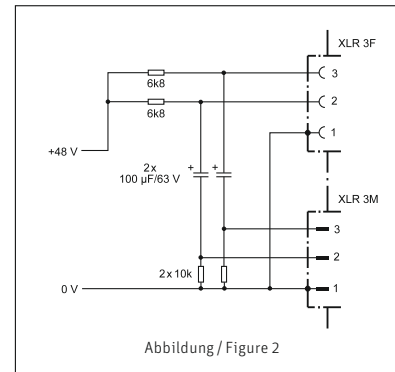 XLR 3F
3
6k8
2
6k8
1
+48 V
2x
100 µF/63 V
+
+
XLR 3M
3
2
2 x 10k
1
0 V
Abbildung / Figure 2